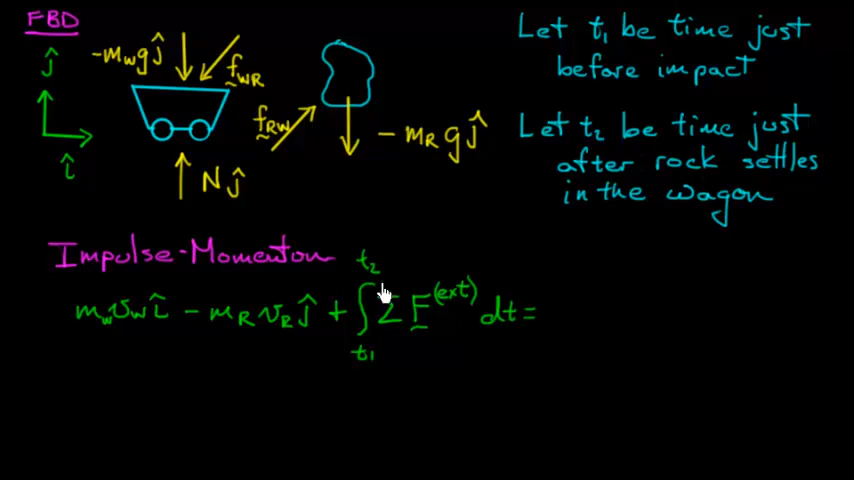 FBD
ĵ
î
-m_w g ĵ
f_WR
N ĵ
f_RW
- m_R g ĵ
Let t₁ be time just
before impact
Let t₂ be time just
after rock settles
in the wagon
Impulse-Momentom
m_w v_w î - m_R v_R ĵ + ∫_{t₁}^{t₂} Σ F^(ext) dt =